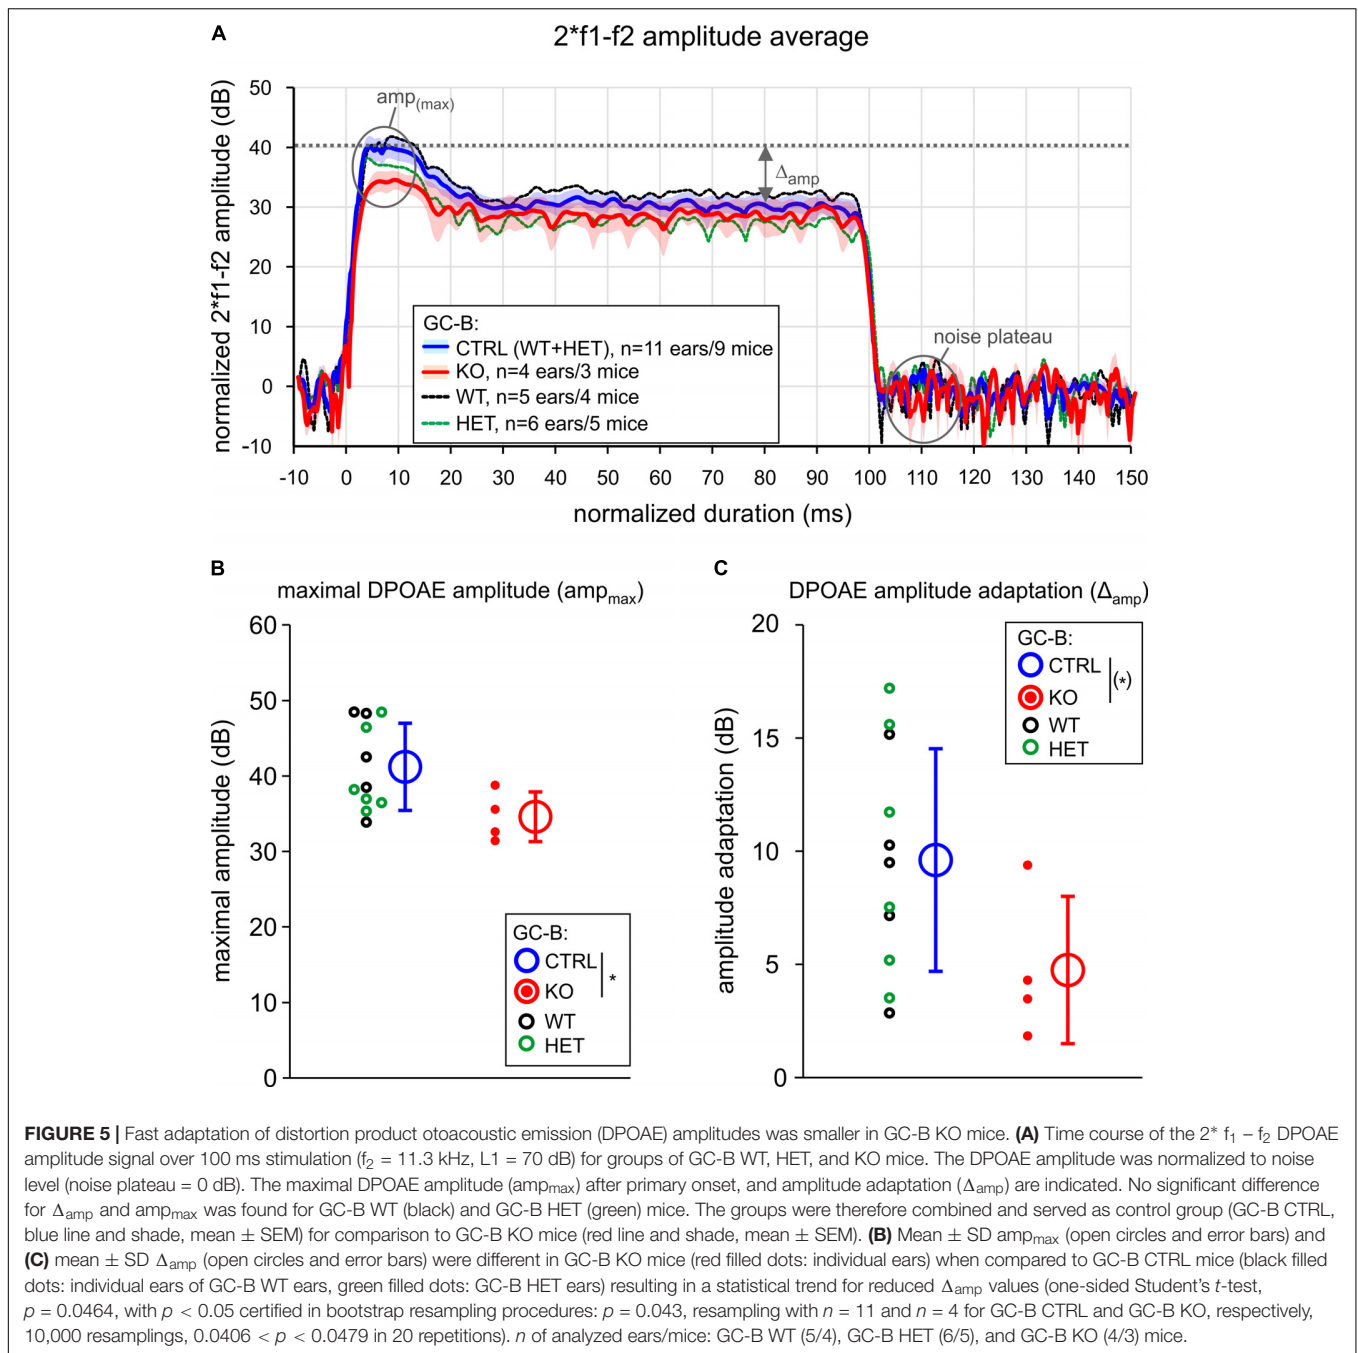 A
2*f1-f2 amplitude average
normalized 2*f1-f2 amplitude (dB)
50
40
30
20
10
0
-10
amp(max)
Δamp
noise plateau
GC-B:
CTRL (WT+HET), n=11 ears/9 mice
KO, n=4 ears/3 mice
WT, n=5 ears/4 mice
HET, n=6 ears/5 mice
-10 0 10 20 30 40 50 60 70 80 90 100 110 120 130 140 150
normalized duration (ms)
B
maximal DPOAE amplitude (ampmax)
maximal amplitude (dB)
60
50
40
30
20
10
0
GC-B:
CTRL
KO
*
WT
HET
C
DPOAE amplitude adaptation (Δamp)
amplitude adaptation (dB)
20
15
10
5
0
GC-B:
CTRL
(*)
KO
WT
HET
FIGURE 5 | Fast adaptation of distortion product otoacoustic emission (DPOAE) amplitudes was smaller in GC-B KO mice. (A) Time course of the 2* f1 – f2 DPOAE
amplitude signal over 100 ms stimulation (f2 = 11.3 kHz, L1 = 70 dB) for groups of GC-B WT, HET, and KO mice. The DPOAE amplitude was normalized to noise
level (noise plateau = 0 dB). The maximal DPOAE amplitude (ampmax) after primary onset, and amplitude adaptation (Δamp) are indicated. No significant difference
for Δamp and ampmax was found for GC-B WT (black) and GC-B HET (green) mice. The groups were therefore combined and served as control group (GC-B CTRL,
blue line and shade, mean ± SEM) for comparison to GC-B KO mice (red line and shade, mean ± SEM). (B) Mean ± SD ampmax (open circles and error bars) and
(C) mean ± SD Δamp (open circles and error bars) were different in GC-B KO mice (red filled dots: individual ears) when compared to GC-B CTRL mice (black filled
dots: individual ears of GC-B WT ears, green filled dots: GC-B HET ears) resulting in a statistical trend for reduced Δamp values (one-sided Student's t-test,
p = 0.0464, with p < 0.05 certified in bootstrap resampling procedures: p = 0.043, resampling with n = 11 and n = 4 for GC-B CTRL and GC-B KO, respectively,
10,000 resamplings, 0.0406 < p < 0.0479 in 20 repetitions). n of analyzed ears/mice: GC-B WT (5/4), GC-B HET (6/5), and GC-B KO (4/3) mice.